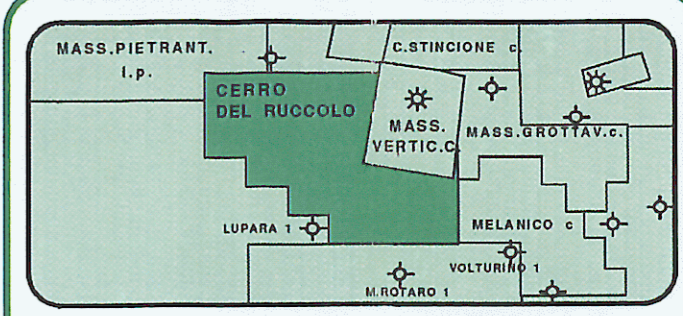 MASS.PIETRANT.
i.p.
C.STINCIONE c.
CERRO
DEL RUCCOLO
MASS.
VERTIC.C.
MASS.GROTTAV.c.
LUPARA 1
MELANICO c
VOLTURINO 1
M.ROTARO 1